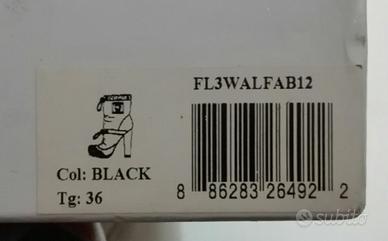 FL3WALFAB12
Col: BLACK
Tg: 36
8 86283 26492 2
subito